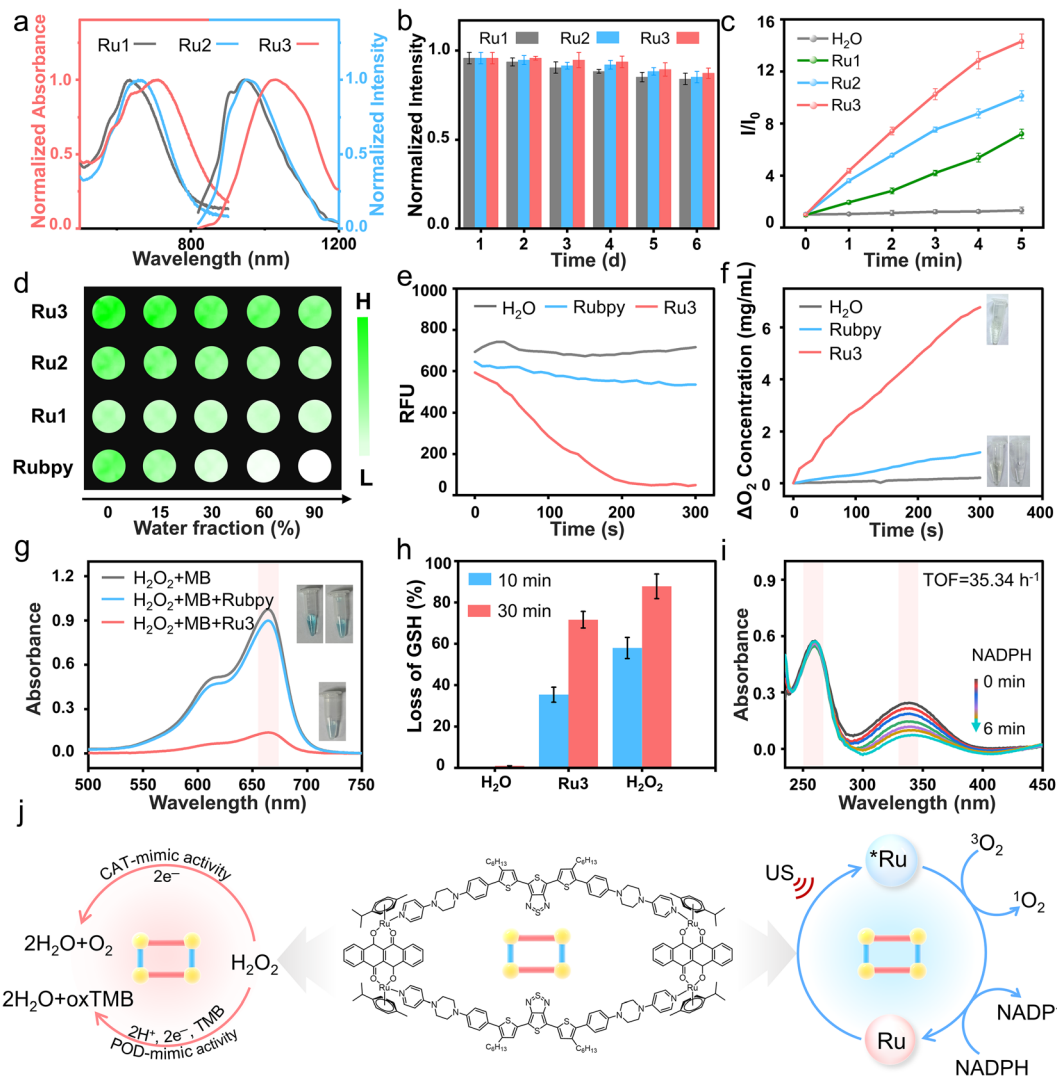 a
Ru1 Ru2 Ru3
Normalized Absorbance
1.0
0.5
0.0
Normalized Intensity
1.0
0.5
0.0
800 1200
Wavelength (nm)
b
Ru1 Ru2 Ru3
Normalized Intensity
1.0
0.5
0.0
1 2 3 4 5 6
Time (d)
c
H₂O
Ru1
Ru2
Ru3
I/I₀
16
12
8
4
0
0 1 2 3 4 5
Time (min)
d
Ru3
Ru2
Ru1
Rubpy
H
L
0 15 30 60 90
Water fraction (%)
e
H₂O Rubpy Ru3
RFU
1000
800
600
400
200
0
0 100 200 300
Time (s)
f
H₂O
Rubpy
Ru3
ΔO₂ Concentration (mg/mL)
6
4
2
0
0 100 200 300 400
Time (s)
g
H₂O₂+MB
H₂O₂+MB+Rubpy
H₂O₂+MB+Ru3
Absorbance
1.2
0.9
0.6
0.3
0.0
500 550 600 650 700 750
Wavelength (nm)
h
10 min
30 min
Loss of GSH (%)
100
80
60
40
20
0
H₂O Ru3 H₂O₂
i
TOF=35.34 h⁻¹
NADPH
0 min
6 min
Absorbance
0.9
0.6
0.3
0.0
250 300 350 400 450
Wavelength (nm)
j
CAT-mimic activity
2e⁻
2H₂O+O₂
H₂O₂
2H₂O+oxTMB
2H⁺, 2e⁻, TMB
POD-mimic activity
C₆H₁₃ C₆H₁₃
N S N
S S S
N N N N N N
Ru Ru
O O O O
O O O O
Ru Ru
N N N N N N
S S S
N S N
C₆H₁₃ C₆H₁₃
US
*Ru
³O₂
¹O₂
Ru
NADP⁺
NADPH